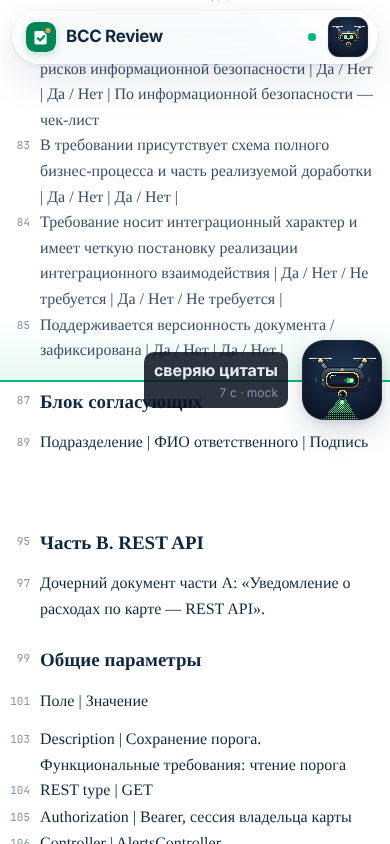 BCC Review
рисков информационной безопасности | Да / Нет
| Да / Нет | По информационной безопасности —
чек-лист
83 В требовании присутствует схема полного
бизнес-процесса и часть реализуемой доработки
| Да / Нет | Да / Нет |
84 Требование носит интеграционный характер и
имеет четкую постановку реализации
интеграционного взаимодействия | Да / Нет / Не
требуется | Да / Нет / Не требуется |
85 Поддерживается версионность документа /
зафиксирована | Да / Нет | Да / Нет |
сверяю цитаты
7 с · mock
87 Блок согласующих
89 Подразделение | ФИО ответственного | Подпись
95 Часть B. REST API
97 Дочерний документ части A: «Уведомление о
расходах по карте — REST API».
99 Общие параметры
101 Поле | Значение
103 Description | Сохранение порога.
Функциональные требования: чтение порога
104 REST type | GET
105 Authorization | Bearer, сессия владельца карты
106 Controller | AlertsController